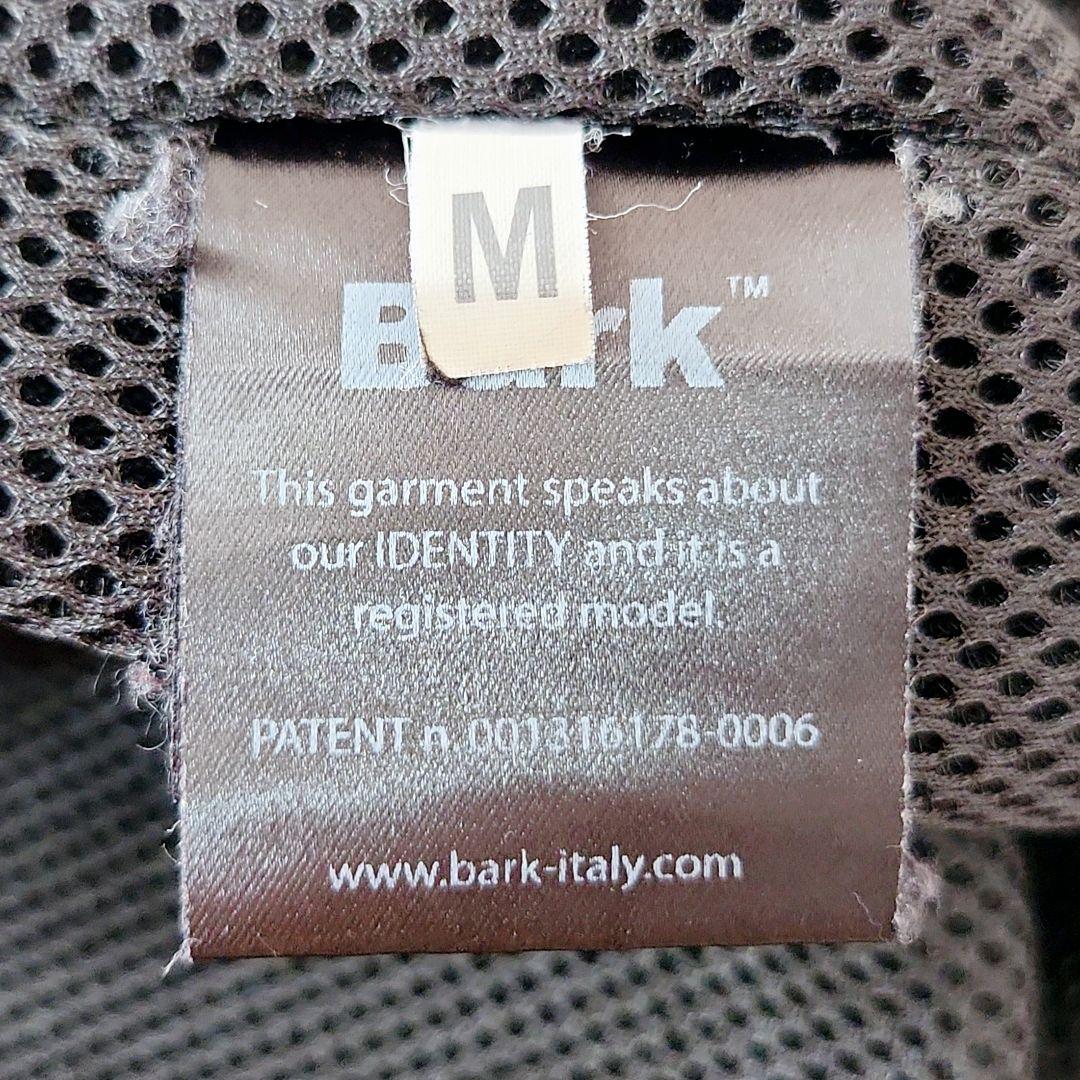 M
Bark™
This garment speaks about
our IDENTITY and it is a
registered model.
PATENT n. 001316178-0006
www.bark-italy.com